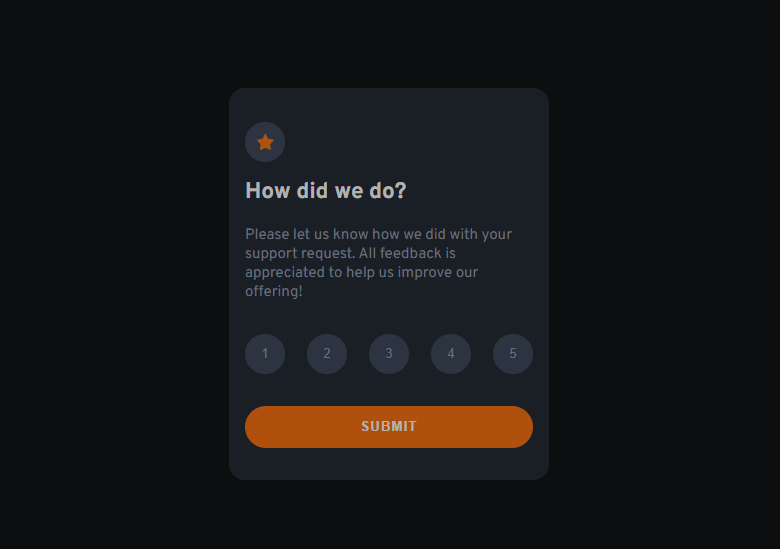 How did we do?
Please let us know how we did with your
support request. All feedback is
appreciated to help us improve our
offering!
1 2 3 4 5
SUBMIT